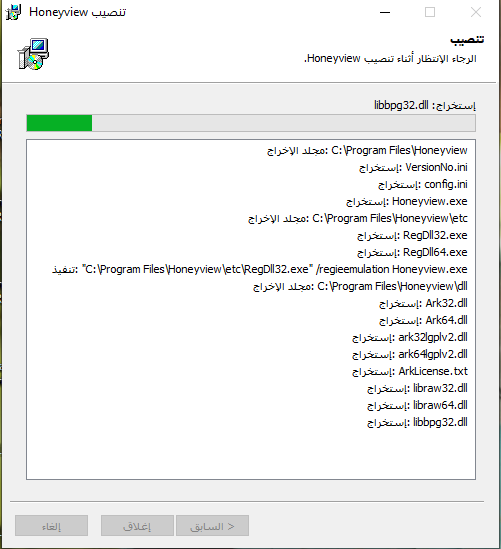 تنصيب Honeyview
تنصيب
الرجاء الإنتظار أثناء تنصيب Honeyview.
إستخراج: libbpg32.dll
مجلد الإخراج: C:\Program Files\Honeyview
إستخراج: VersionNo.ini
إستخراج: config.ini
إستخراج: Honeyview.exe
مجلد الإخراج: C:\Program Files\Honeyview\etc
إستخراج: RegDll32.exe
إستخراج: RegDll64.exe
تنفيذ: "C:\Program Files\Honeyview\etc\RegDll32.exe" /regieemulation Honeyview.exe
مجلد الإخراج: C:\Program Files\Honeyview\dll
إستخراج: Ark32.dll
إستخراج: Ark64.dll
إستخراج: ark32lgplv2.dll
إستخراج: ark64lgplv2.dll
إستخراج: ArkLicense.txt
إستخراج: libraw32.dll
إستخراج: libraw64.dll
إستخراج: libbpg32.dll
< السابق
إغلاق
إلغاء